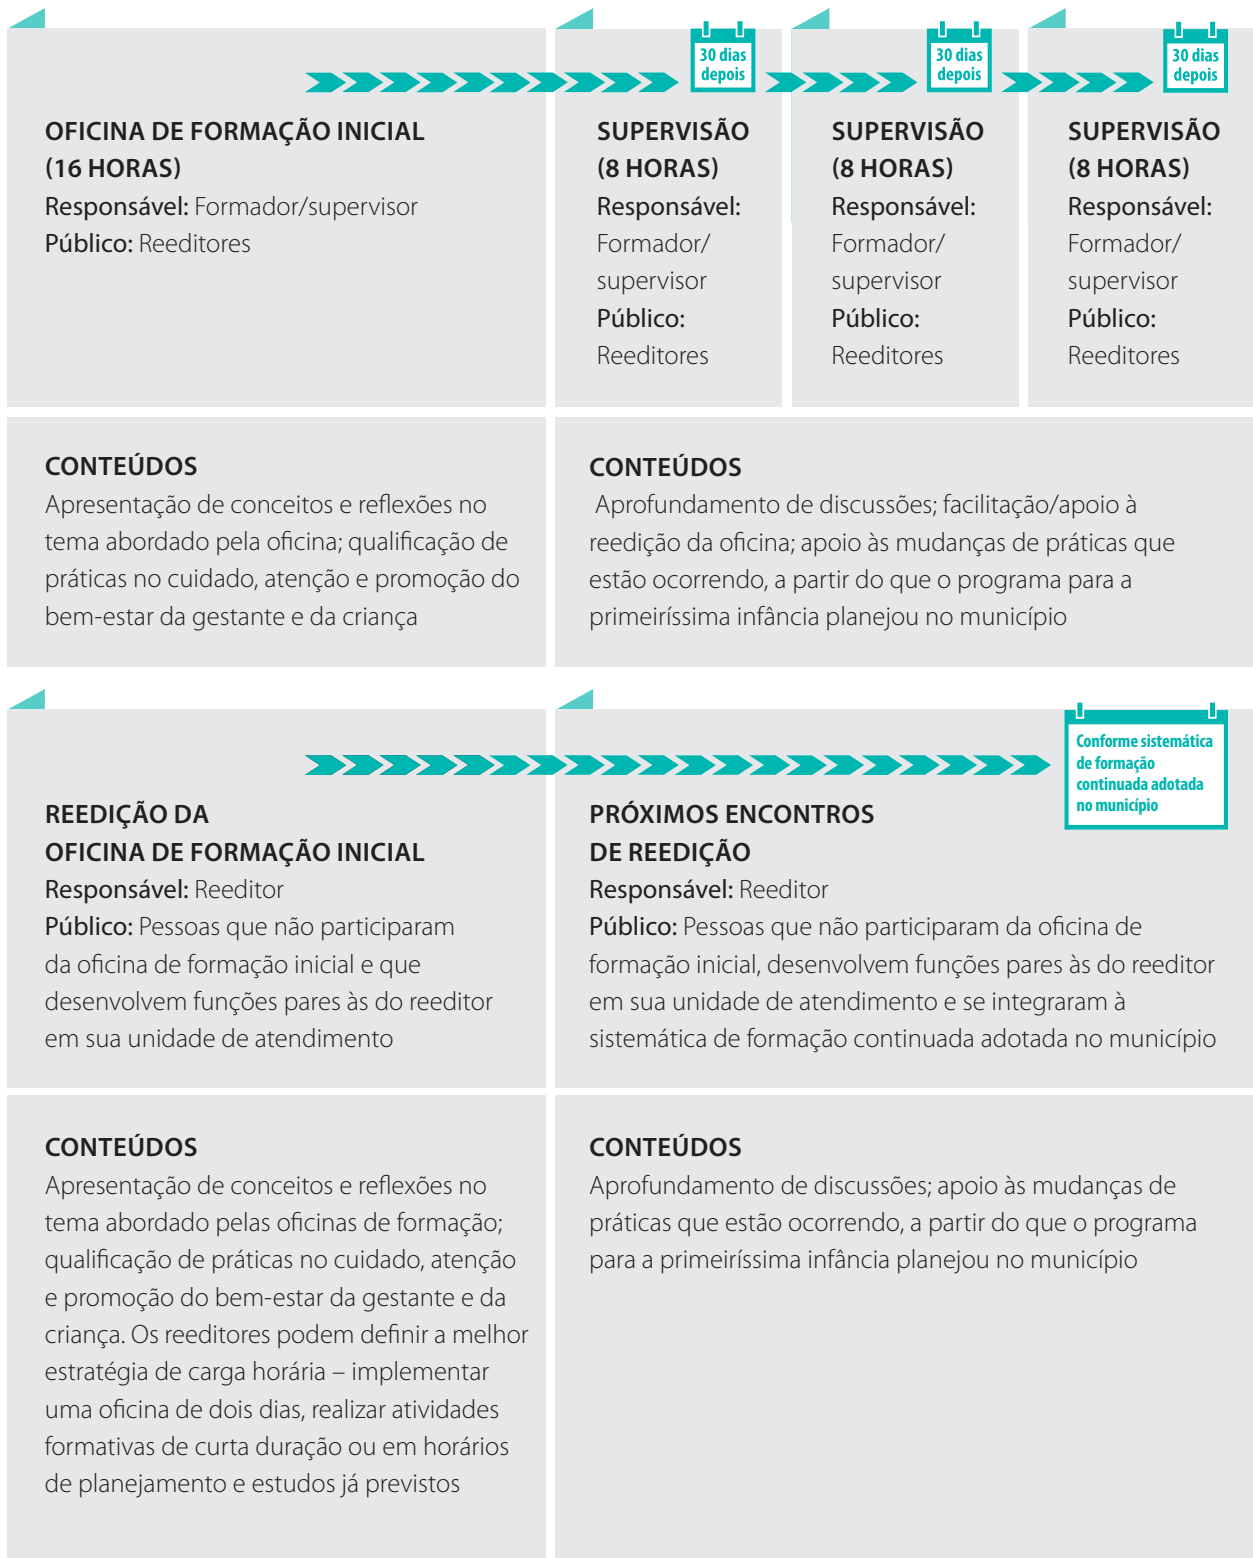 30 dias
depois
30 dias
depois
30 dias
depois
OFICINA DE FORMAÇÃO INICIAL
(16 HORAS)
Responsável: Formador/supervisor
Público: Reeditores
SUPERVISÃO
(8 HORAS)
Responsável:
Formador/
supervisor
Público:
Reeditores
SUPERVISÃO
(8 HORAS)
Responsável:
Formador/
supervisor
Público:
Reeditores
SUPERVISÃO
(8 HORAS)
Responsável:
Formador/
supervisor
Público:
Reeditores
CONTEÚDOS
Apresentação de conceitos e reflexões no
tema abordado pela oficina; qualificação de
práticas no cuidado, atenção e promoção do
bem-estar da gestante e da criança
CONTEÚDOS
Aprofundamento de discussões; facilitação/apoio à
reedição da oficina; apoio às mudanças de práticas que
estão ocorrendo, a partir do que o programa para a
primeiríssima infância planejou no município
REEDIÇÃO DA
OFICINA DE FORMAÇÃO INICIAL
Responsável: Reeditor
Público: Pessoas que não participaram
da oficina de formação inicial e que
desenvolvem funções pares às do reeditor
em sua unidade de atendimento
Conforme sistemática
de formação
continuada adotada
no município
PRÓXIMOS ENCONTROS
DE REEDIÇÃO
Responsável: Reeditor
Público: Pessoas que não participaram da oficina de
formação inicial, desenvolvem funções pares às do reeditor
em sua unidade de atendimento e se integraram à
sistemática de formação continuada adotada no município
CONTEÚDOS
Apresentação de conceitos e reflexões no
tema abordado pelas oficinas de formação;
qualificação de práticas no cuidado, atenção
e promoção do bem-estar da gestante e da
criança. Os reeditores podem definir a melhor
estratégia de carga horária – implementar
uma oficina de dois dias, realizar atividades
formativas de curta duração ou em horários
de planejamento e estudos já previstos
CONTEÚDOS
Aprofundamento de discussões; apoio às mudanças de
práticas que estão ocorrendo, a partir do que o programa
para a primeiríssima infância planejou no município